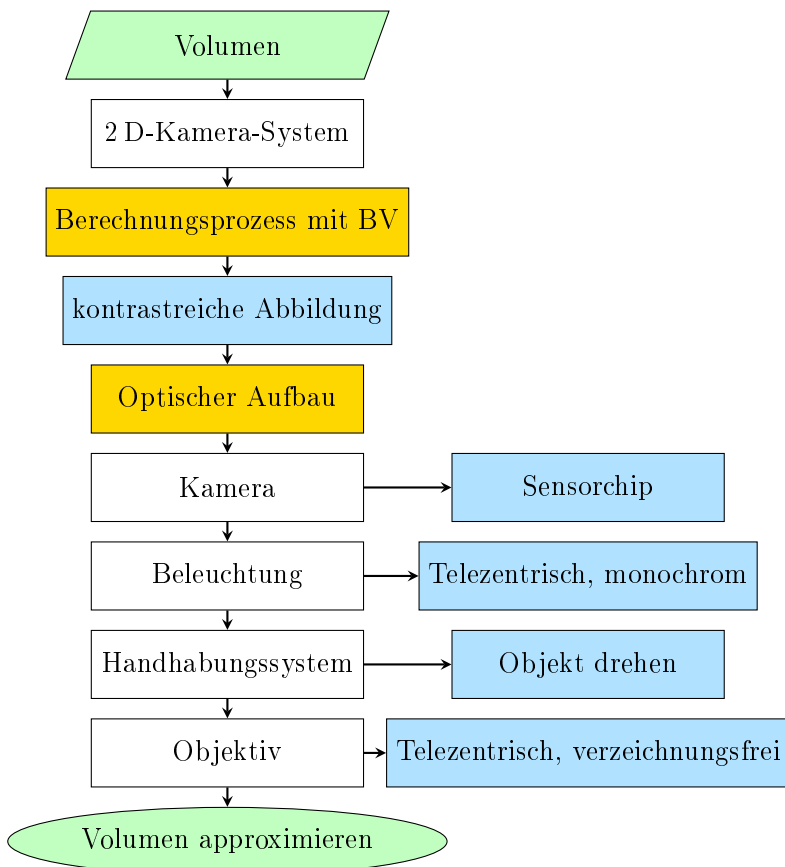 Volumen
2 D-Kamera-System
Berechnungsprozess mit BV
kontrastreiche Abbildung
Optischer Aufbau
Kamera
Sensorchip
Beleuchtung
Telezentrisch, monochrom
Handhabungssystem
Objekt drehen
Objektiv
Telezentrisch, verzeichnungsfrei
Volumen approximieren